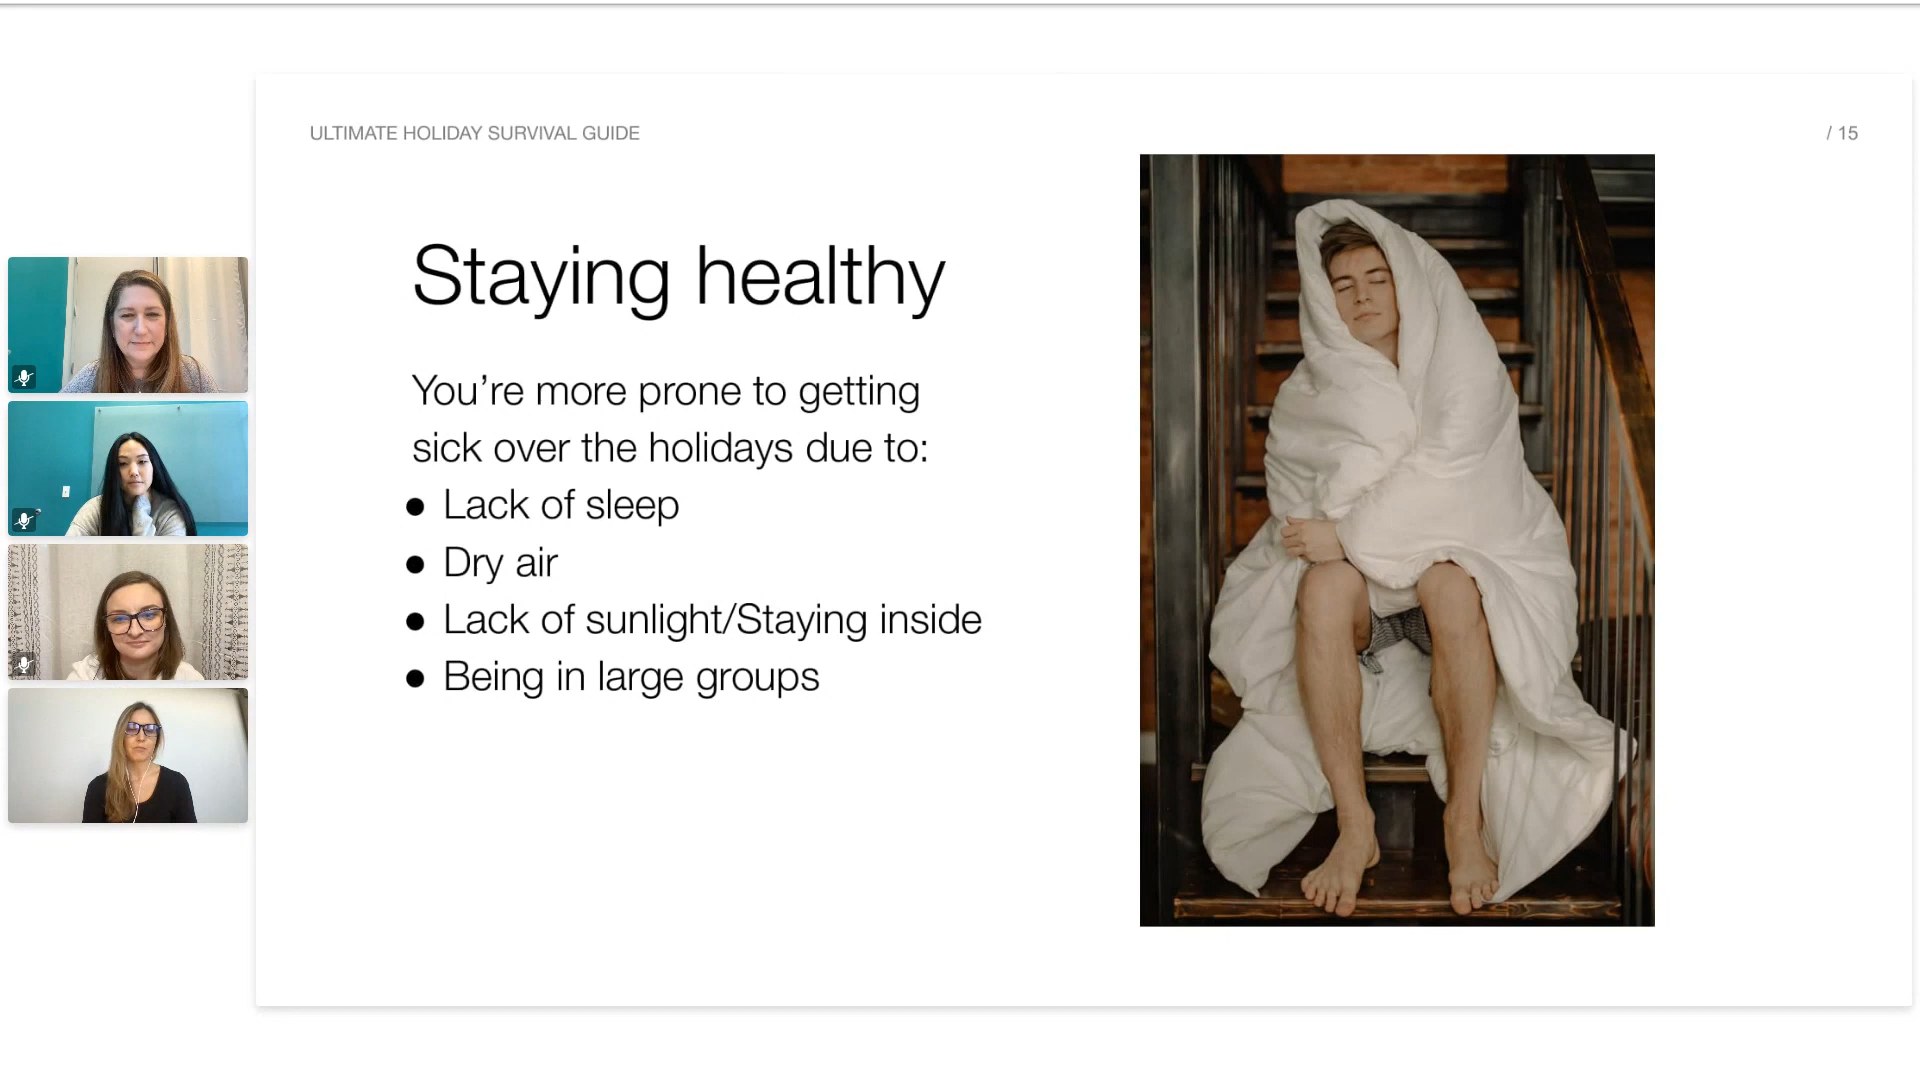 ULTIMATE HOLIDAY SURVIVAL GUIDE
/ 15
Staying healthy
You’re more prone to getting
sick over the holidays due to:
● Lack of sleep
● Dry air
● Lack of sunlight/Staying inside
● Being in large groups